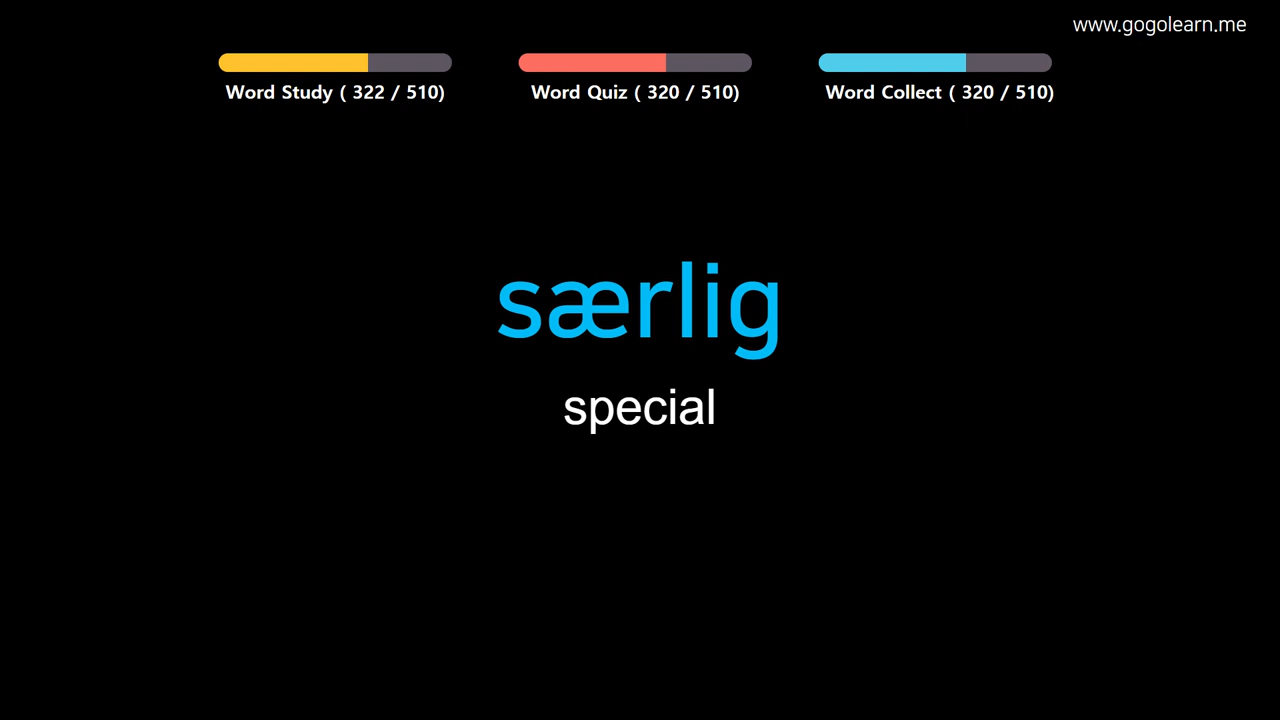 www.gogolearn.me
Word Study ( 322 / 510)
Word Quiz ( 320 / 510)
Word Collect ( 320 / 510)
særlig
special